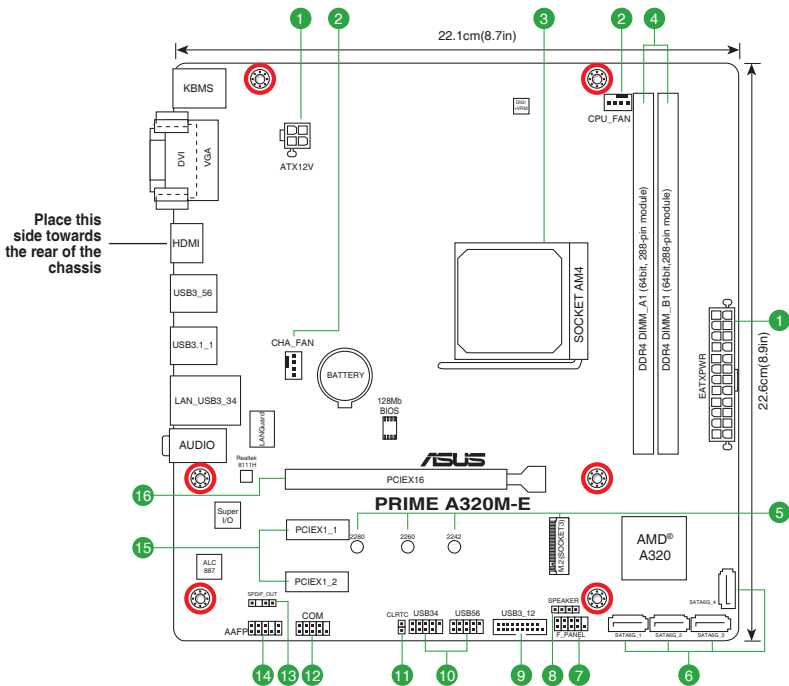 1
2
3
2
4
22.1cm(8.7in)
KBMS
DIGI
+VRM
CPU_FAN
ATX12V
DVI
VGA
Place this
side towards
the rear of the
chassis
HDMI
SOCKET AM4
DDR4 DIMM_A1 (64bit, 288-pin module)
DDR4 DIMM_B1 (64bit,288-pin module)
USB3_56
1
EATXPWR
22.6cm(8.9in)
USB3.1_1
CHA_FAN
BATTERY
LAN_USB3_34
128Mb
BIOS
LANGuard
AUDIO
Realtek
8111H
ASUS
16
PCIEX16
PRIME A320M-E
Super
I/O
5
15
PCIEX1_1
2280
2260
2242
M.2(SOCKET3)
AMD®
A320
ALC
887
PCIEX1_2
SATA6G_4
SPDIF_OUT
SPEAKER
AAFP
COM
CLRTC
USB34
USB56
USB3_12
F_PANEL
SATA6G_1
SATA6G_2
SATA6G_3
14
13
12
11
10
9
8
7
6